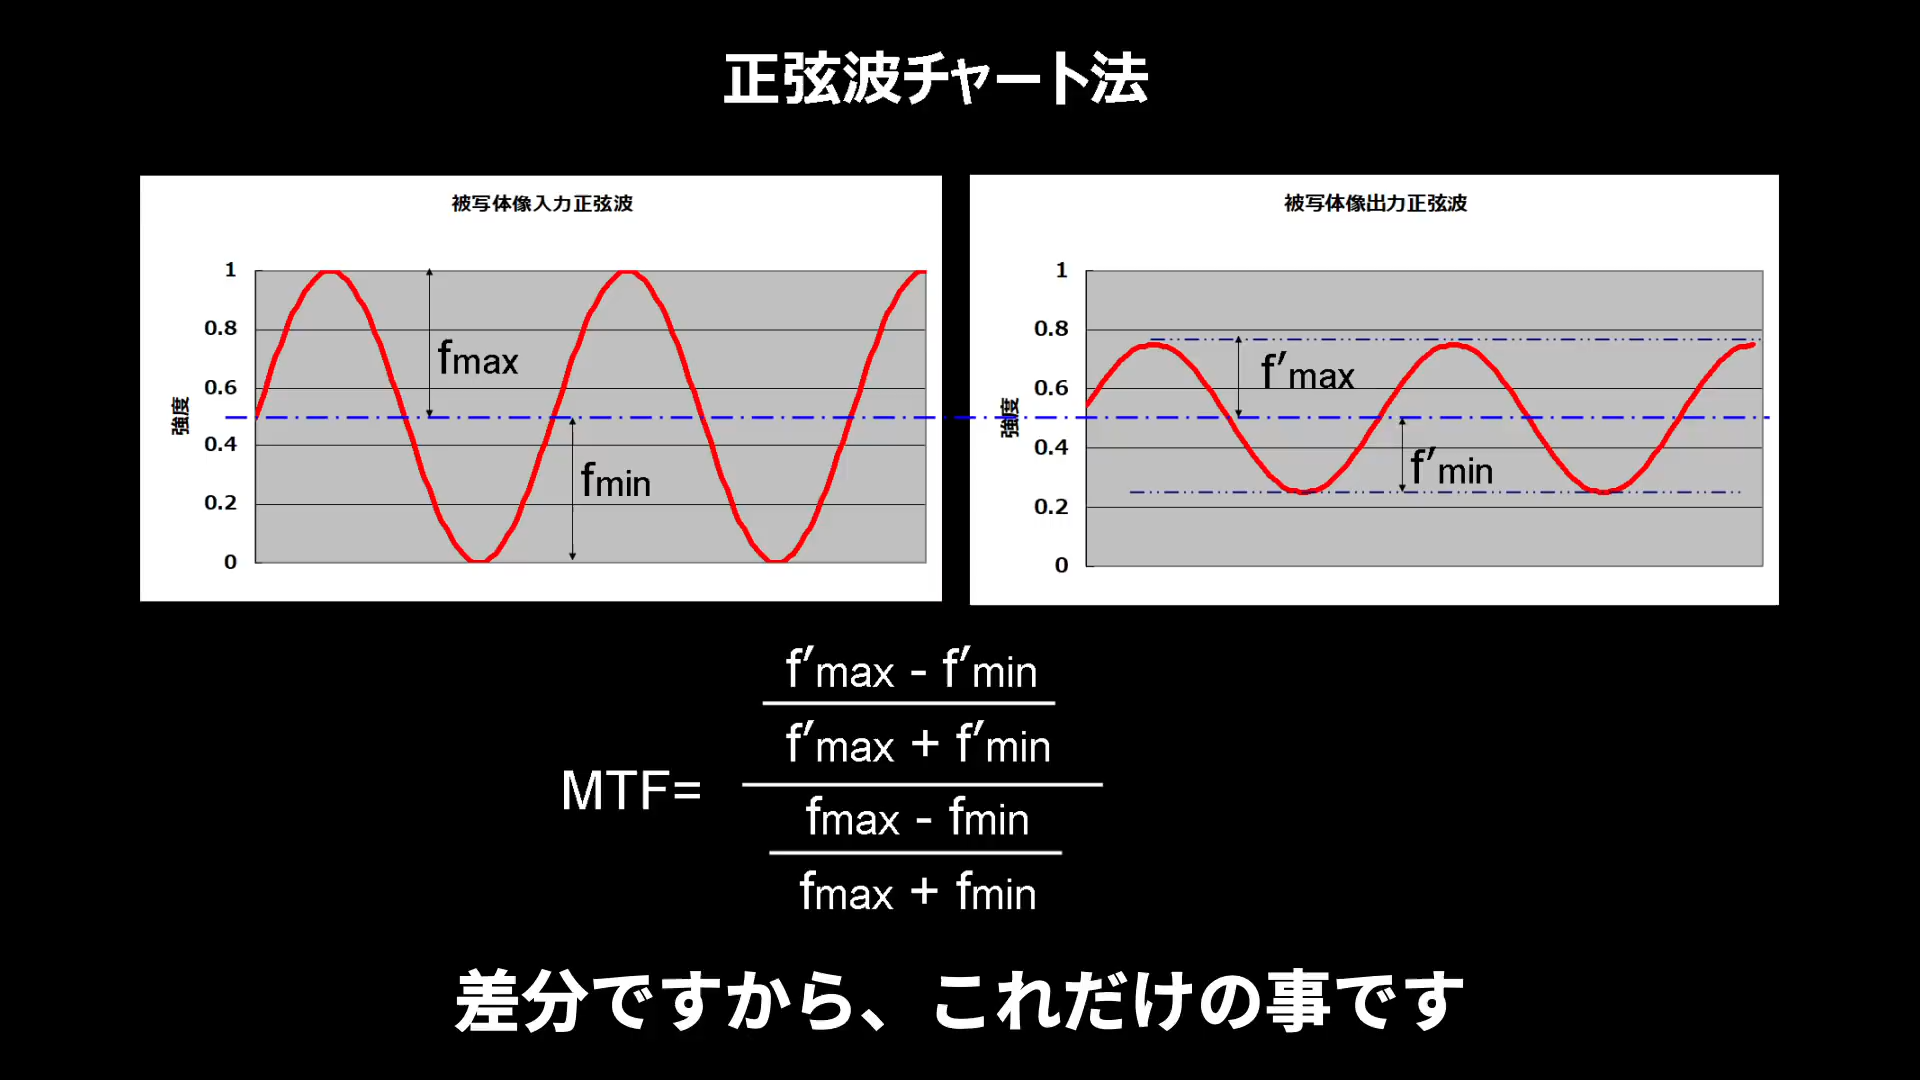 正弦波チャート法
被写体像入力正弦波
1
0.8
0.6
0.4
0.2
0
強度
fmax
fmin
被写体像出力正弦波
1
0.8
0.6
0.4
0.2
0
強度
f′max
f′min
f′max - f′min
f′max + f′min
MTF=
fmax - fmin
fmax + fmin
差分ですから、これだけの事です